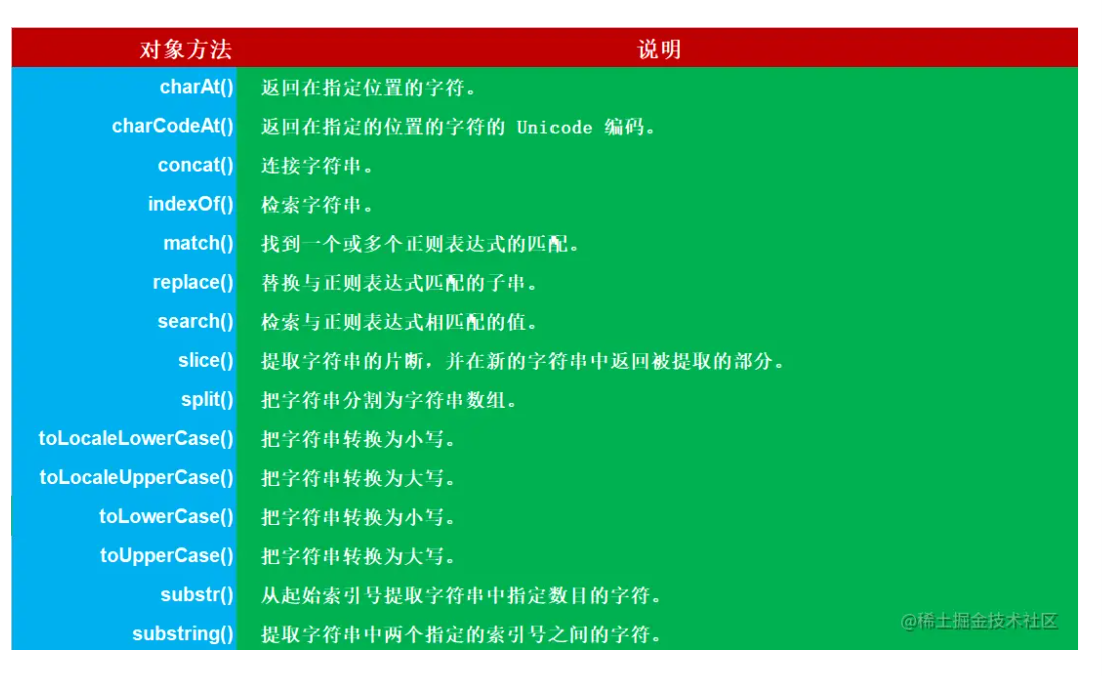 对象方法 说明
charAt() 返回在指定位置的字符。
charCodeAt() 返回在指定的位置的字符的 Unicode 编码。
concat() 连接字符串。
indexOf() 检索字符串。
match() 找到一个或多个正则表达式的匹配。
replace() 替换与正则表达式匹配的子串。
search() 检索与正则表达式相匹配的值。
slice() 提取字符串的片断，并在新的字符串中返回被提取的部分。
split() 把字符串分割为字符串数组。
toLocaleLowerCase() 把字符串转换为小写。
toLocaleUpperCase() 把字符串转换为大写。
toLowerCase() 把字符串转换为小写。
toUpperCase() 把字符串转换为大写。
substr() 从起始索引号提取字符串中指定数目的字符。
substring() 提取字符串中两个指定的索引号之间的字符。
@稀土掘金技术社区